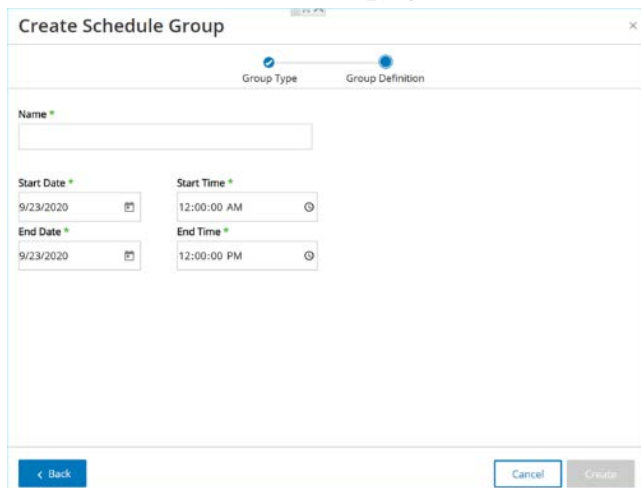 Create Schedule Group
Group Type Group Definition
Name *
Start Date * Start Time *
9/23/2020 12:00:00 AM
End Date * End Time *
9/23/2020 12:00:00 PM
< Back Cancel Create